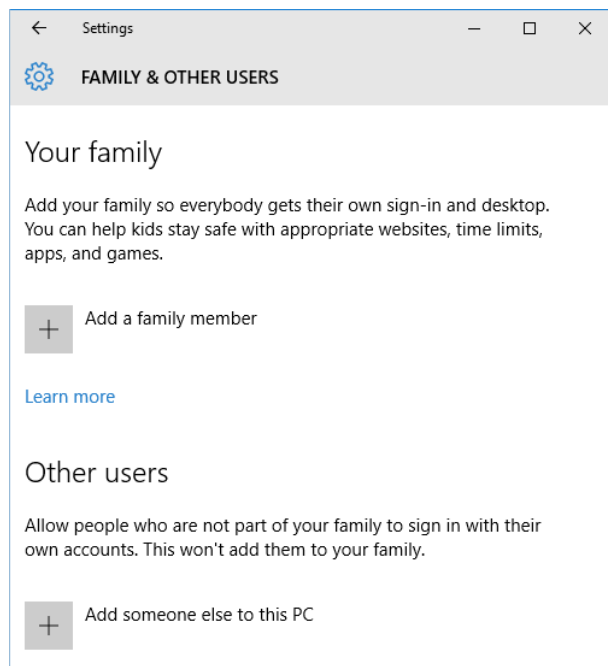 Settings
FAMILY & OTHER USERS
Your family
Add your family so everybody gets their own sign-in and desktop.
You can help kids stay safe with appropriate websites, time limits,
apps, and games.
Add a family member
Learn more
Other users
Allow people who are not part of your family to sign in with their
own accounts. This won't add them to your family.
Add someone else to this PC